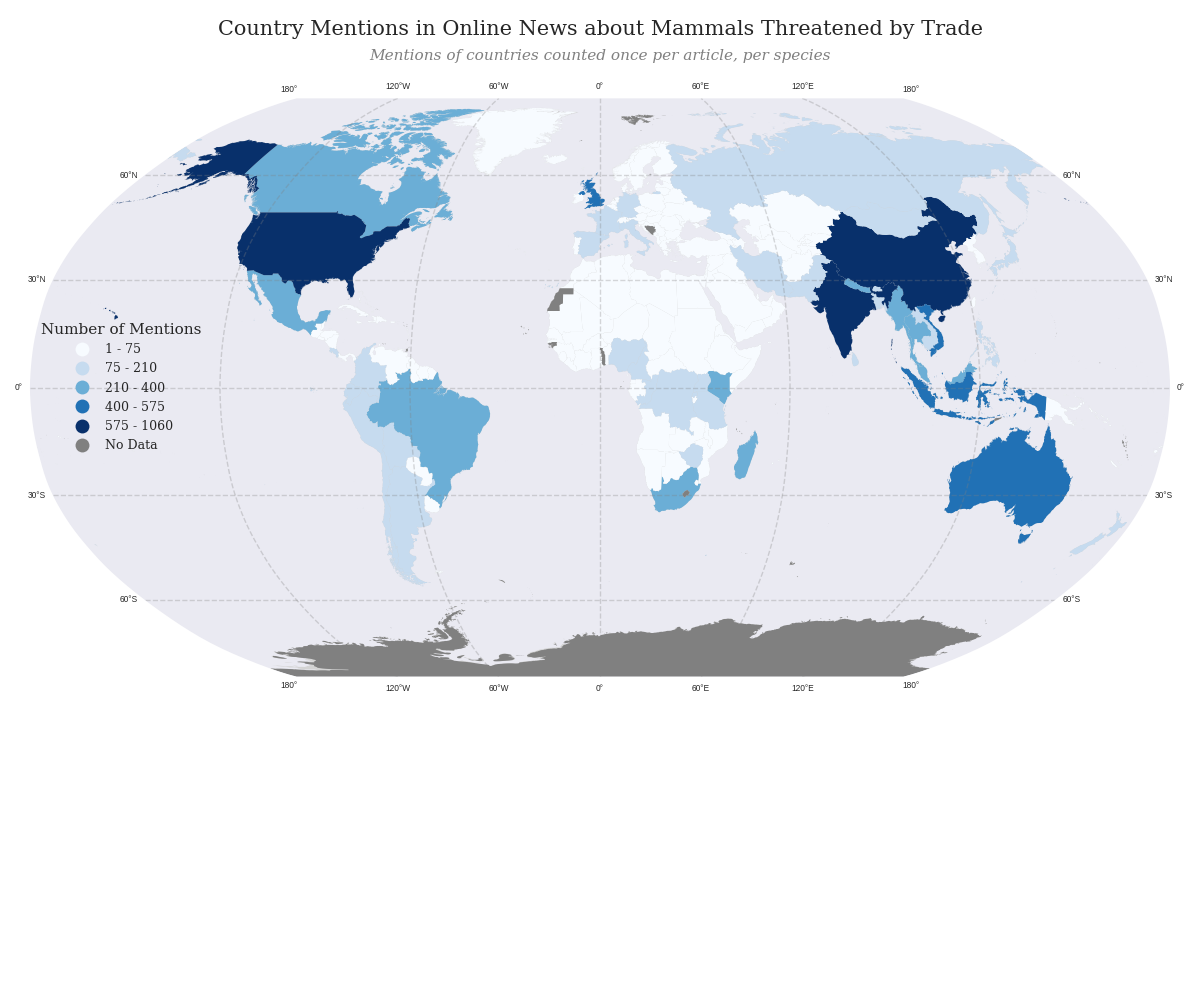 Country Mentions in Online News about Mammals Threatened by Trade
Mentions of countries counted once per article, per species
180° 120°W 60°W 0° 60°E 120°E 180°
60°N 60°N
30°N 30°N
Number of Mentions
1 - 75
75 - 210
210 - 400
0° 0°
400 - 575
575 - 1060
No Data
30°S 30°S
60°S 60°S
180° 120°W 60°W 0° 60°E 120°E 180°